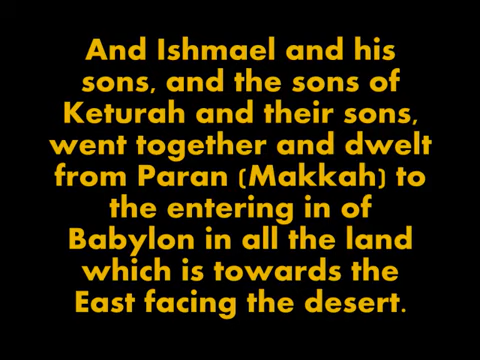 And Ishmael and his
sons, and the sons of
Keturah and their sons,
went together and dwelt
from Paran (Makkah) to
the entering in of
Babylon in all the land
which is towards the
East facing the desert.